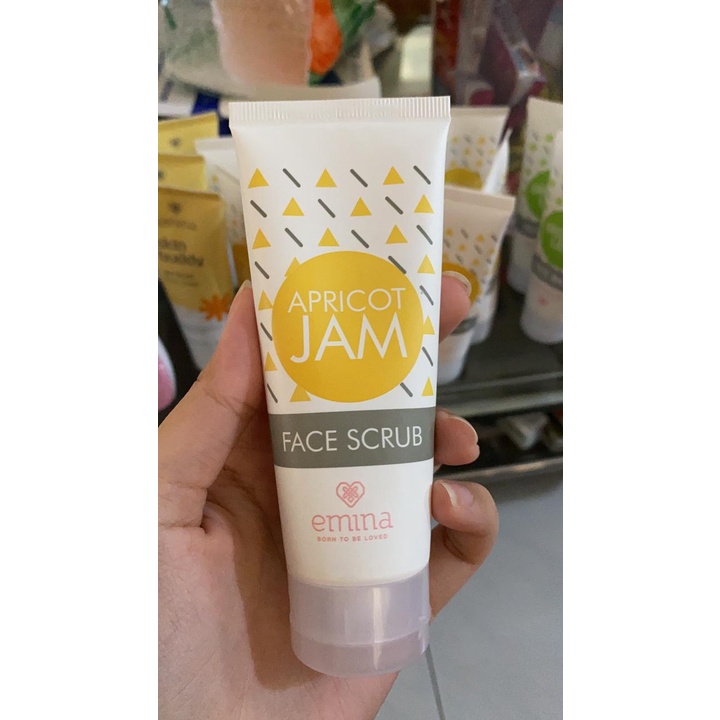 APRICOT
JAM
FACE SCRUB
emina
BORN TO BE LOVED